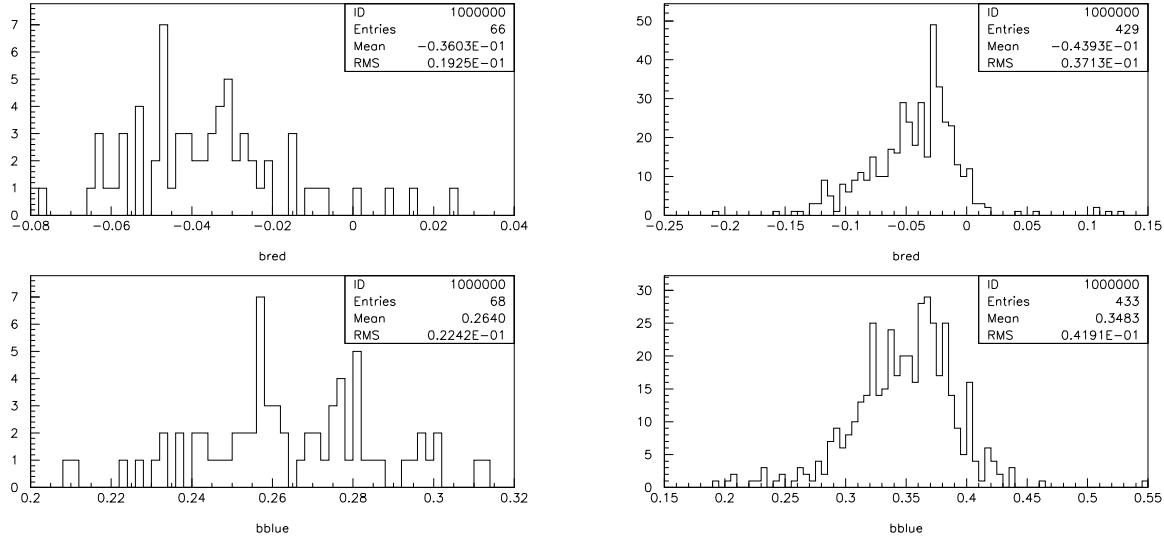 ID 1000000
Entries 66
Mean −0.3603E−01
RMS 0.1925E−01
7
6
5
4
3
2
1
0
−0.08 −0.06 −0.04 −0.02 0 0.02 0.04
bred
ID 1000000
Entries 429
Mean −0.4393E−01
RMS 0.3713E−01
50
40
30
20
10
0
−0.25 −0.2 −0.15 −0.1 −0.05 0 0.05 0.1 0.15
bred
ID 1000000
Entries 68
Mean 0.2640
RMS 0.2242E−01
7
6
5
4
3
2
1
0
0.2 0.22 0.24 0.26 0.28 0.3 0.32
bblue
ID 1000000
Entries 433
Mean 0.3483
RMS 0.4191E−01
30
25
20
15
10
5
0
0.15 0.2 0.25 0.3 0.35 0.4 0.45 0.5 0.55
bblue